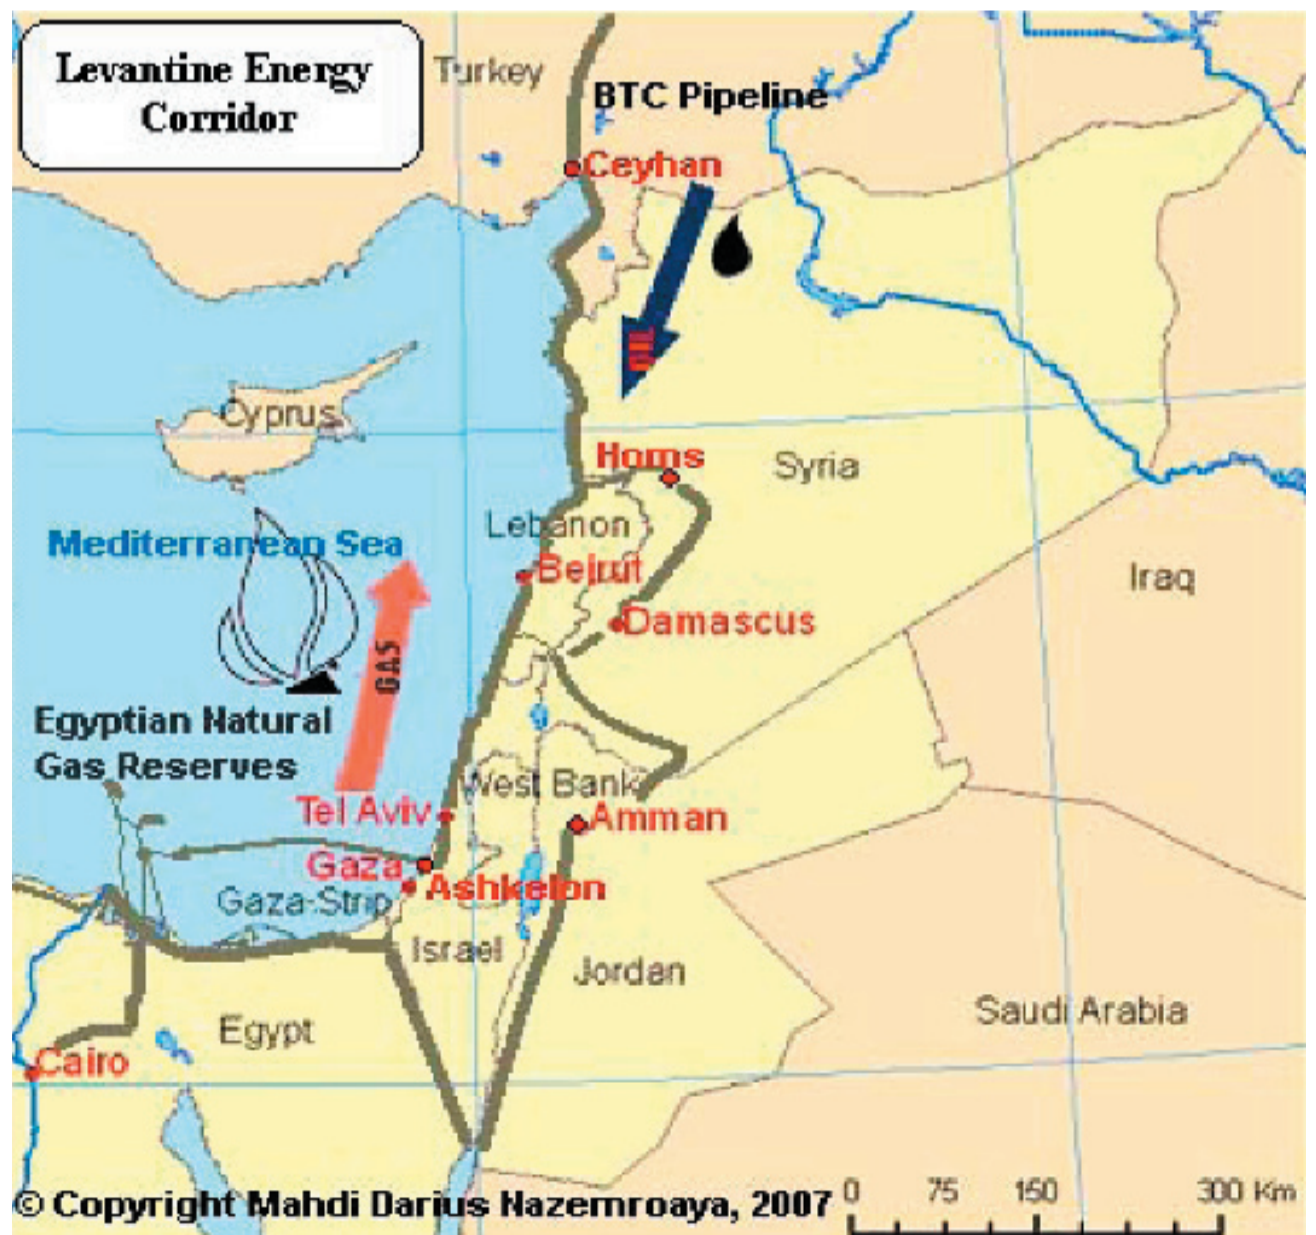 Levantine Energy
Corridor
Turkey
BTC Pipeline
Ceyhan
OIL
Cyprus
Homs
Syria
Lebanon
Mediterranean Sea
Beirut
Iraq
Damascus
GAS
Egyptian Natural
Gas Reserves
West Bank
Tel Aviv
Amman
Gaza
Ashkelon
Gaza-Strip
Israel
Jordan
Saudi Arabia
Egypt
Cairo
© Copyright Mahdi Darius Nazemroaya, 2007
0 75 150 300 Km